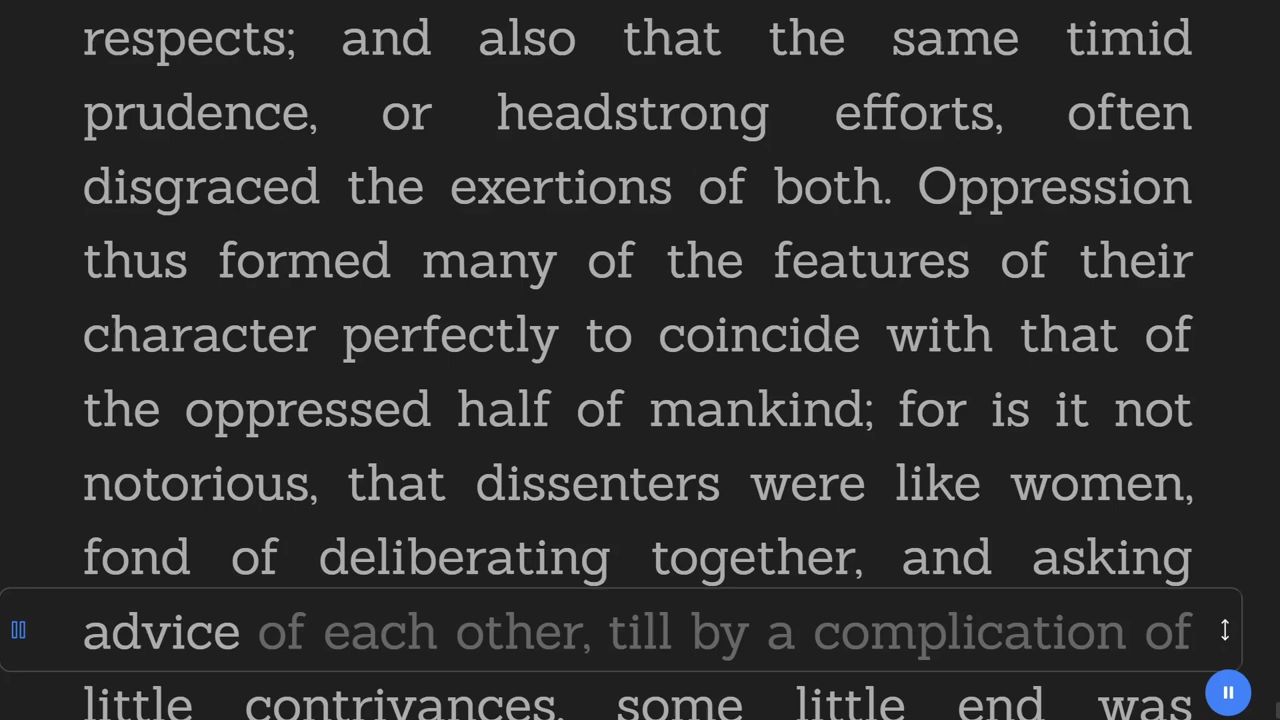 respects; and also that the same timid
prudence, or headstrong efforts, often
disgraced the exertions of both. Oppression
thus formed many of the features of their
character perfectly to coincide with that of
the oppressed half of mankind; for is it not
notorious, that dissenters were like women,
fond of deliberating together, and asking
advice of each other, till by a complication of
little contrivances, some little end was